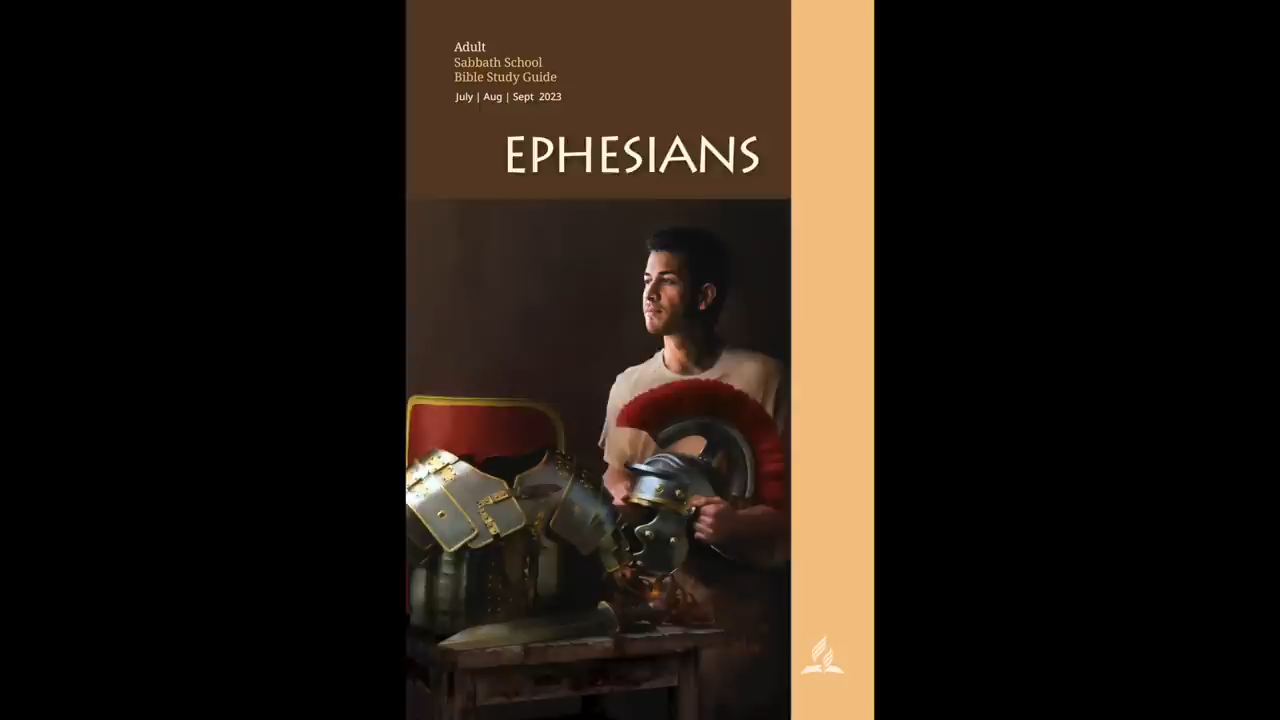 Adult
Sabbath School
Bible Study Guide
July | Aug | Sept 2023
EPHESIANS